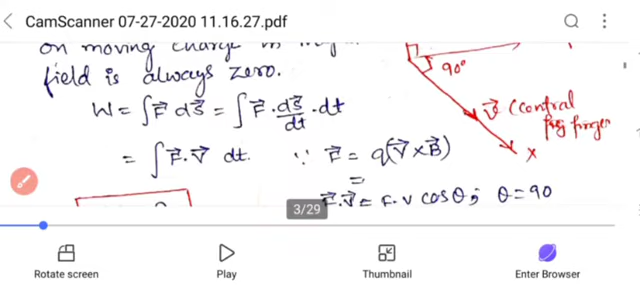 CamScanner 07-27-2020 11.16.27.pdf
on moving charge in
field is always zero.
90°
W = ∫F⃗ ds⃗ = ∫F⃗ · ds⃗/dt · dt
V⃗ (Central
finger
= ∫F⃗·V⃗ dt. ∵ F⃗ = q(V⃗×B⃗)
X
=
F⃗·V⃗ = F·V cosθ; θ=90
3/29
Rotate screen
Play
Thumbnail
Enter Browser